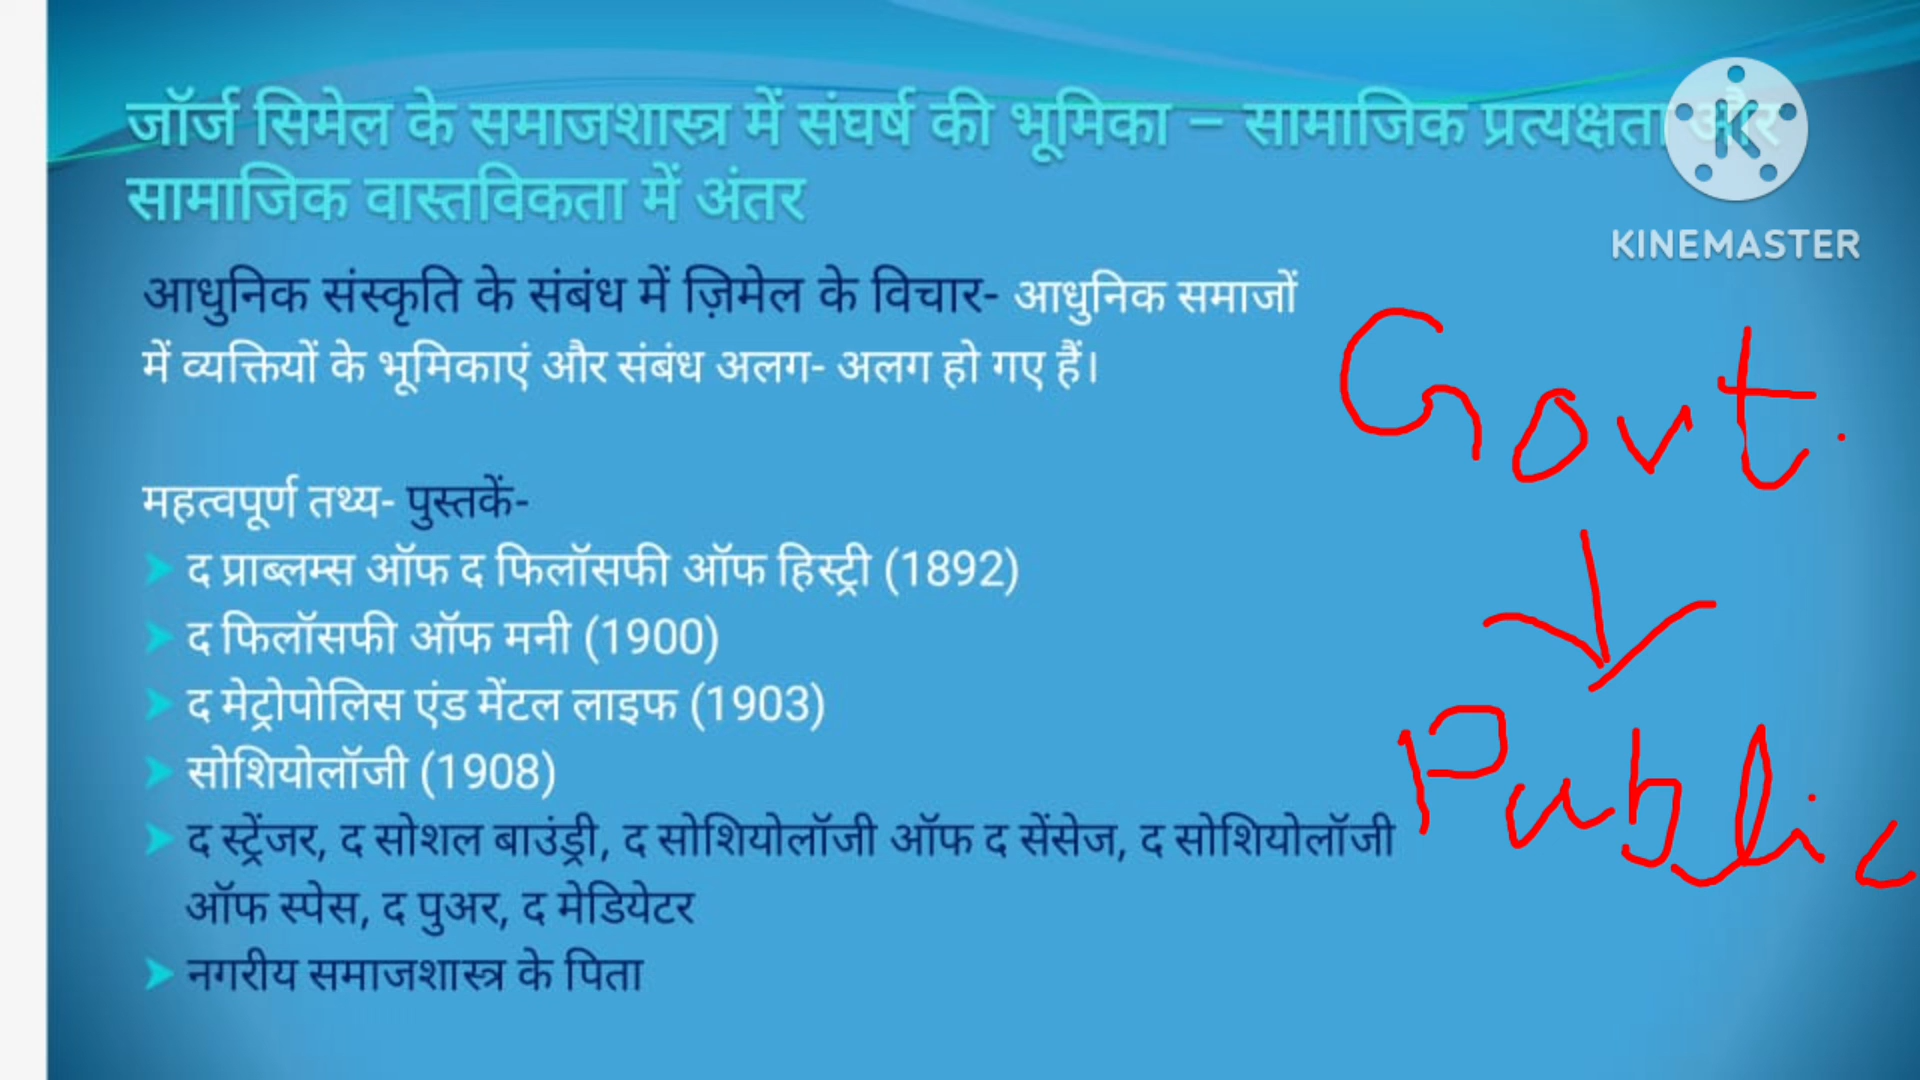 जॉर्ज सिमेल के समाजशास्त्र में संघर्ष की भूमिका – सामाजिक प्रत्यक्षता और
सामाजिक वास्तविकता में अंतर
KINEMASTER
आधुनिक संस्कृति के संबंध में ज़िमेल के विचार- आधुनिक समाजों
में व्यक्तियों के भूमिकाएं और संबंध अलग- अलग हो गए हैं।
Govt.
महत्वपूर्ण तथ्य- पुस्तकें-
द प्राब्लम्स ऑफ द फिलॉसफी ऑफ हिस्ट्री (1892)
द फिलॉसफी ऑफ मनी (1900)
द मेट्रोपोलिस एंड मेंटल लाइफ (1903)
सोशियोलॉजी (1908)
Public
द स्ट्रेंजर, द सोशल बाउंड्री, द सोशियोलॉजी ऑफ द सेंसेज, द सोशियोलॉजी
ऑफ स्पेस, द पुअर, द मेडियेटर
नगरीय समाजशास्त्र के पिता